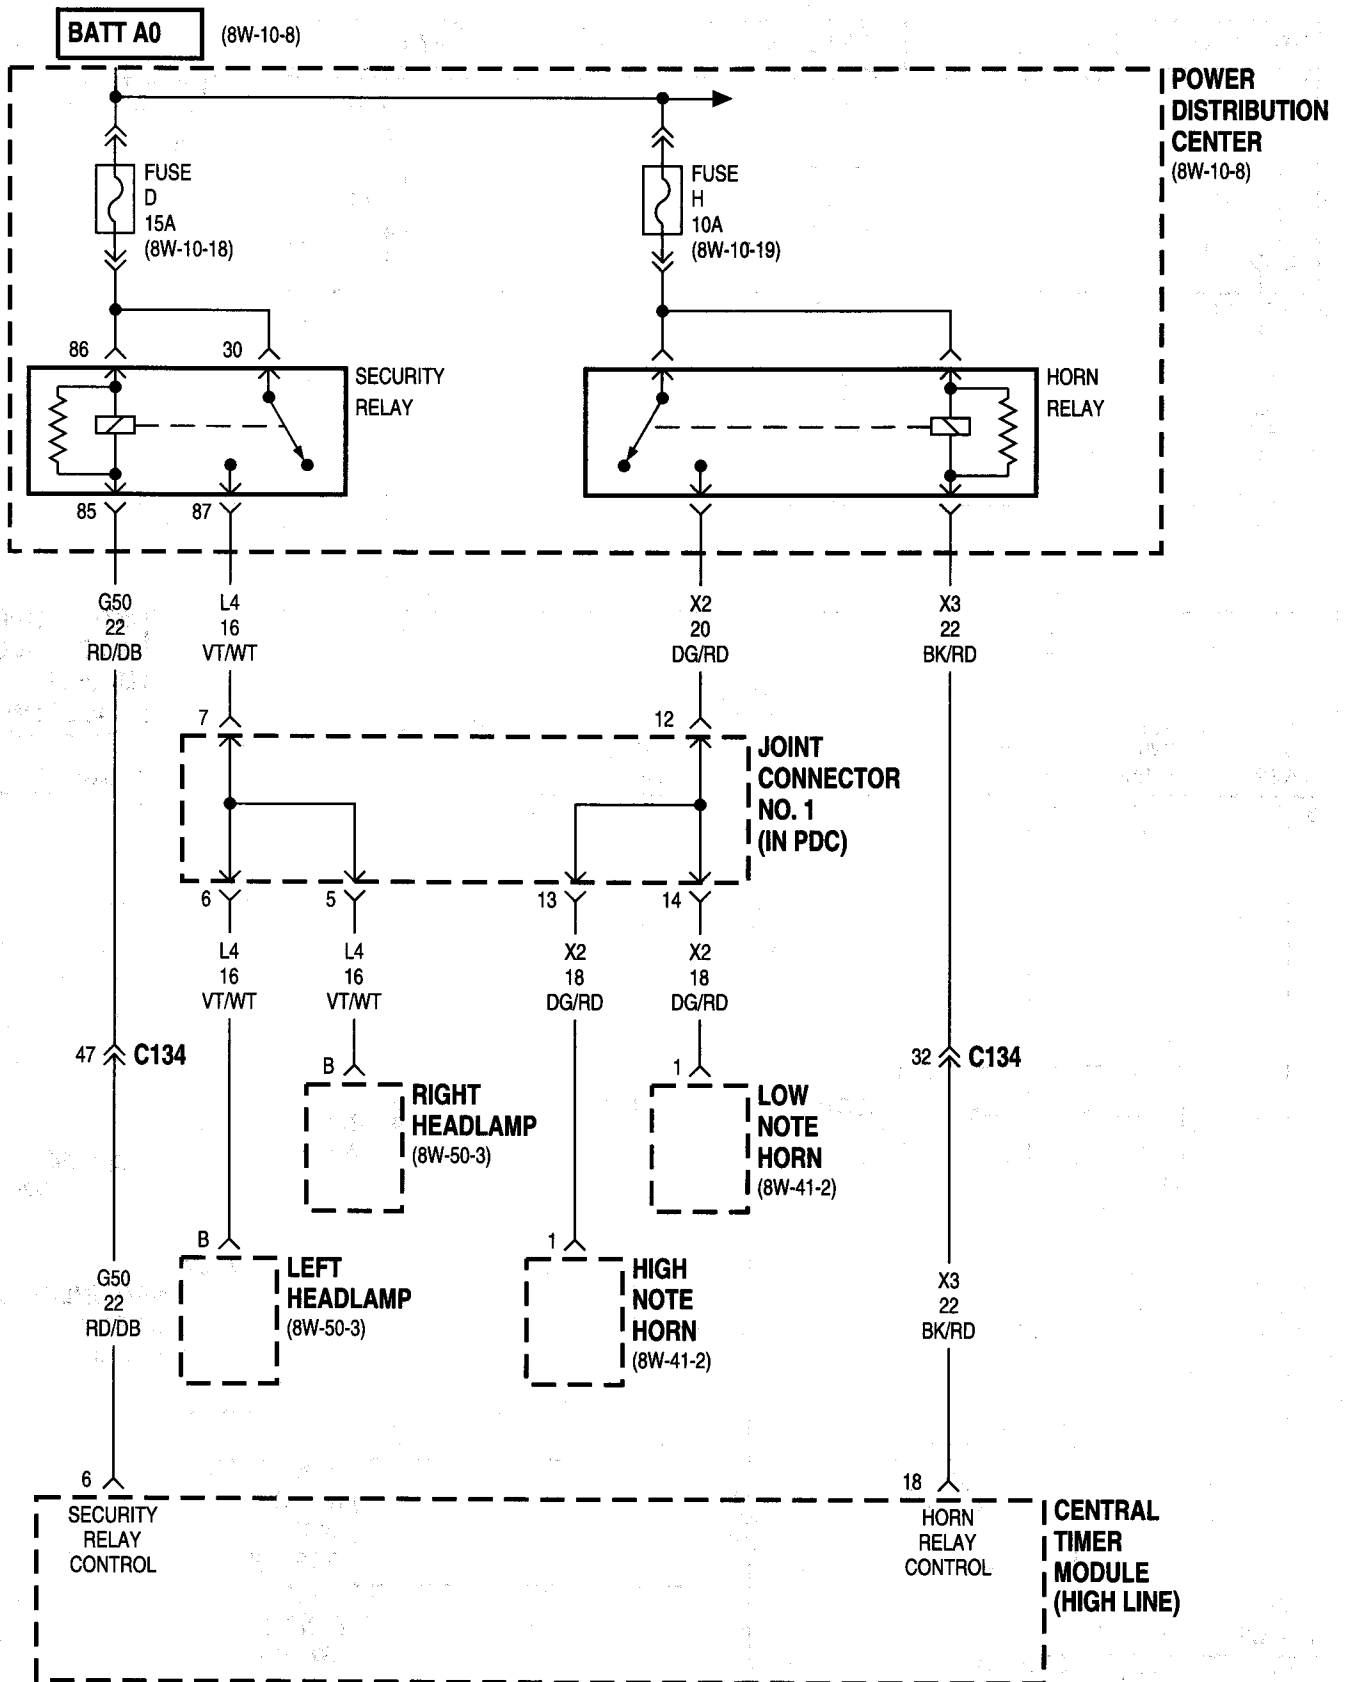 BATT A0
(8W-10-8)
POWER
DISTRIBUTION
CENTER
(8W-10-8)
FUSE
D
15A
(8W-10-18)
FUSE
H
10A
(8W-10-19)
86
30
SECURITY
RELAY
HORN
RELAY
85
87
G50
22
RD/DB
L4
16
VT/WT
X2
20
DG/RD
X3
22
BK/RD
7
12
JOINT
CONNECTOR
NO. 1
(IN PDC)
6
5
13
14
L4
16
VT/WT
L4
16
VT/WT
X2
18
DG/RD
X2
18
DG/RD
47
C134
32
C134
B
RIGHT
HEADLAMP
(8W-50-3)
1
LOW
NOTE
HORN
(8W-41-2)
B
LEFT
HEADLAMP
(8W-50-3)
1
HIGH
NOTE
HORN
(8W-41-2)
G50
22
RD/DB
X3
22
BK/RD
6
18
SECURITY
RELAY
CONTROL
HORN
RELAY
CONTROL
CENTRAL
TIMER
MODULE
(HIGH LINE)